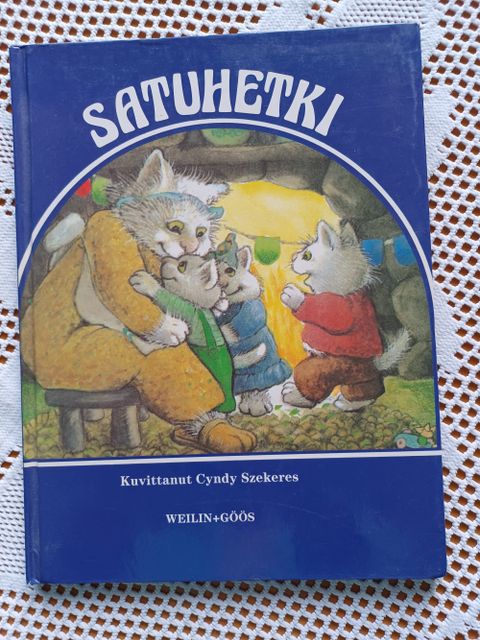 SATUHETKI
Kuvittanut Cyndy Szekeres
WEILIN+GÖÖS